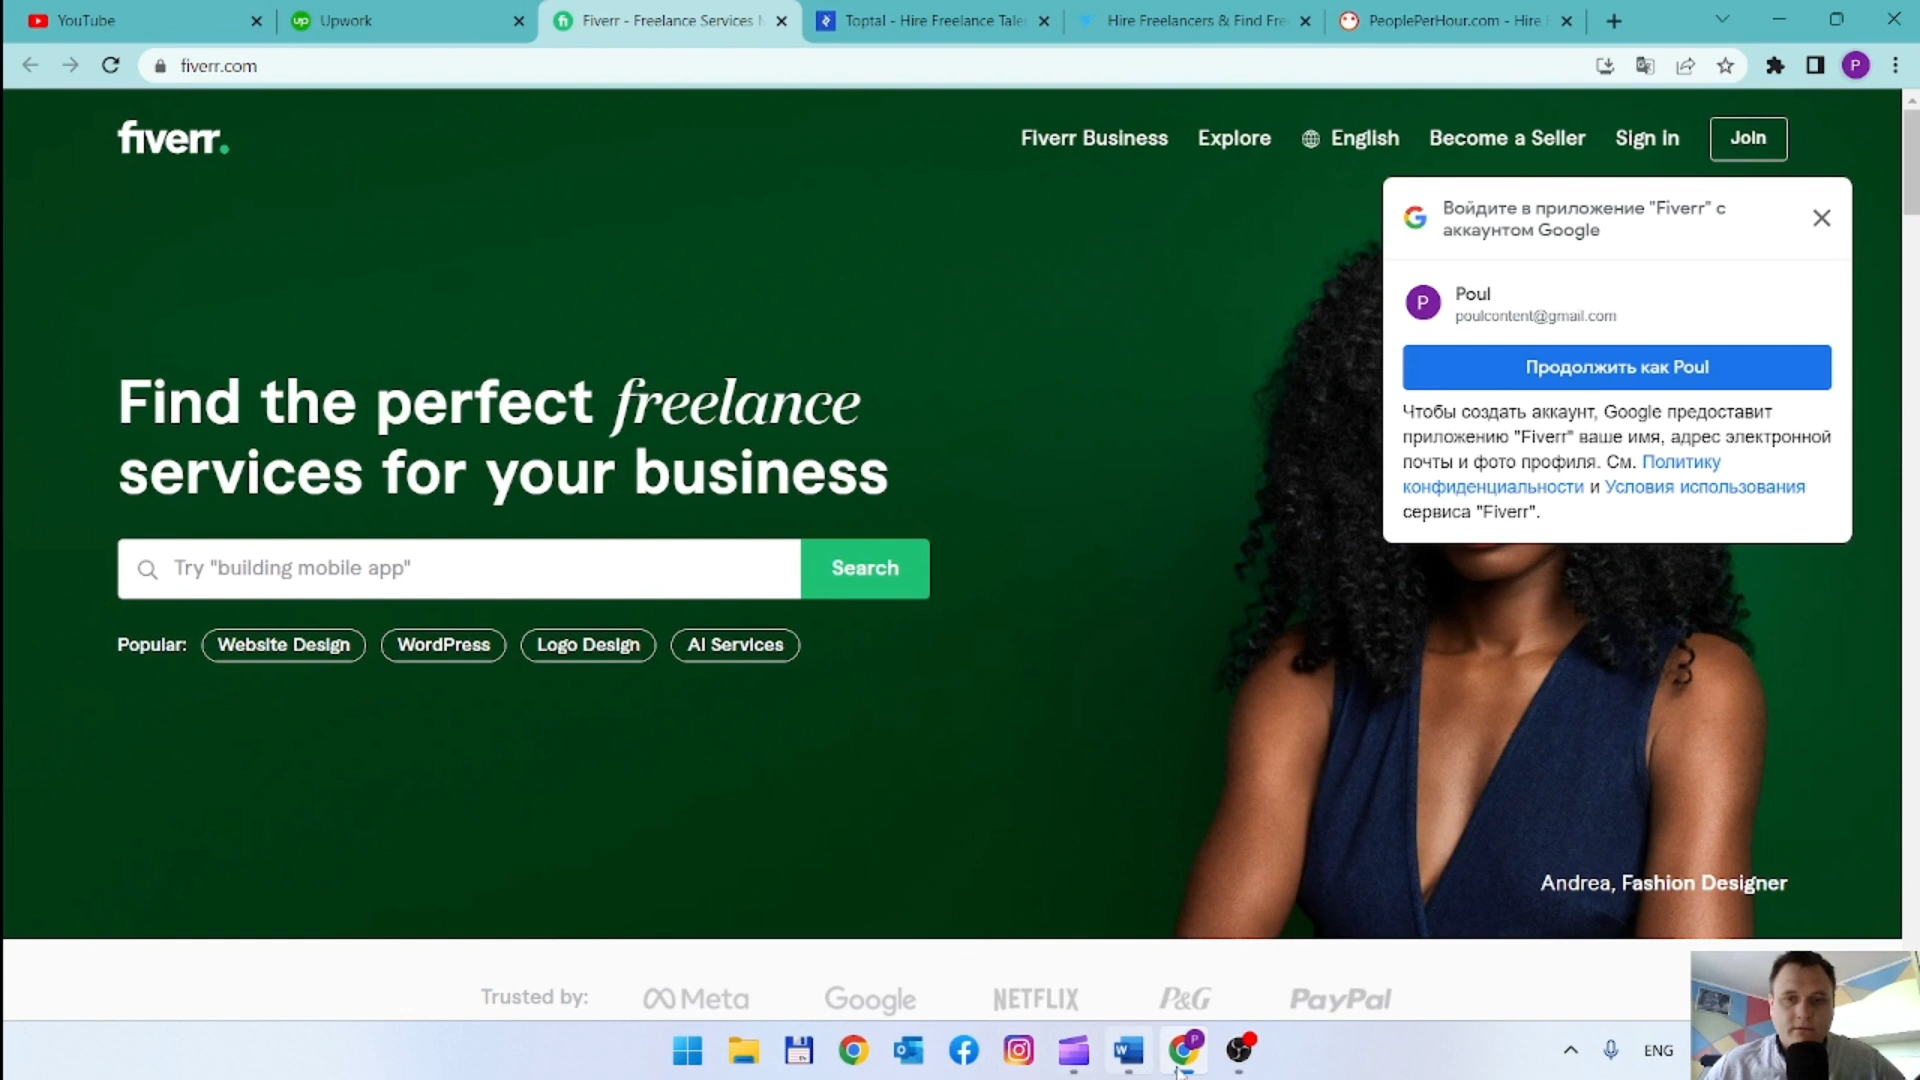 YouTube
Upwork
Fiverr - Freelance Services
Toptal - Hire Freelance Tale
Hire Freelancers & Find Fre
PeoplePerHour.com - Hire
fiverr.com
P
fiverr.
Fiverr Business
Explore
English
Become a Seller
Sign in
Join
Войдите в приложение "Fiverr" с
аккаунтом Google
P
Poul
poulcontent@gmail.com
Продолжить как Poul
Чтобы создать аккаунт, Google предоставит
приложению "Fiverr" ваше имя, адрес электронной
почты и фото профиля. См. Политику
конфиденциальности и Условия использования
сервиса "Fiverr".
Find the perfect freelance
services for your business
Try "building mobile app"
Search
Popular:
Website Design
WordPress
Logo Design
AI Services
Andrea, Fashion Designer
Trusted by:
Meta
Google
NETFLIX
P&G
PayPal
ENG